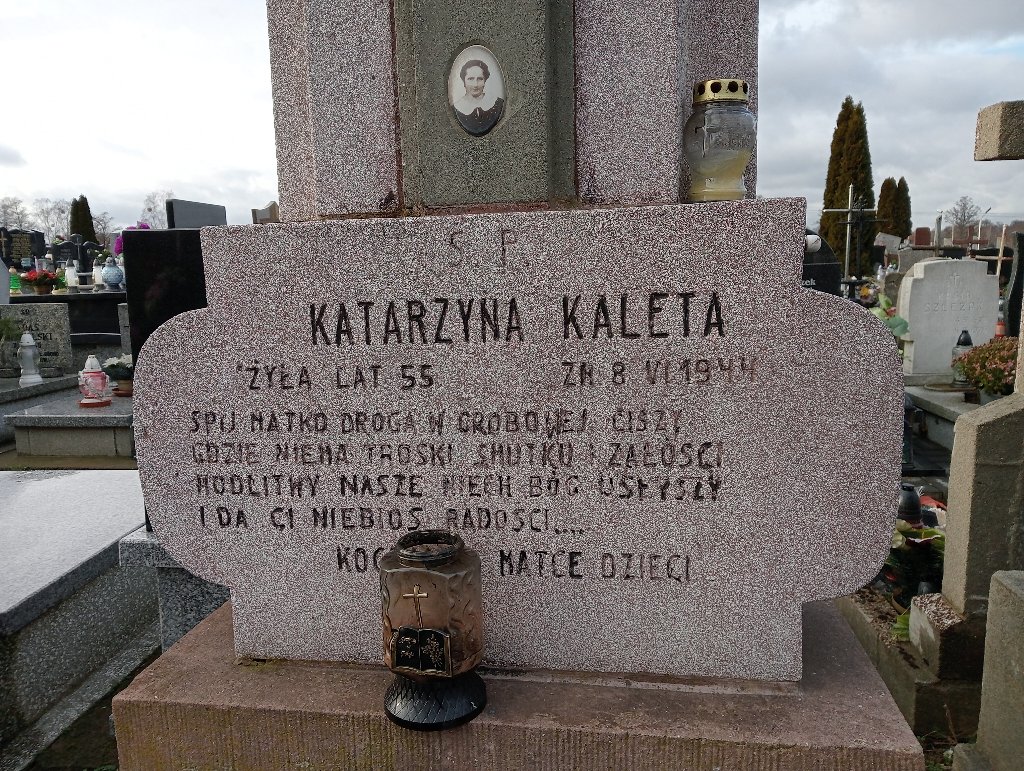 Ś P
KATARZYNA KALETA
ŻYŁA LAT 55 ZM 8 VI 1944
ŚPIJ MATKO DROGA W GROBOWEJ CISZY
GDZIE NIEMA TROSKI SMUTKU I ŻAŁOŚCI
MODLITWY NASZE NIECH BÓG USŁYSZY
I DA CI NIEBIOS RADOŚCI....
MATCE DZIECI
SZCZEZA